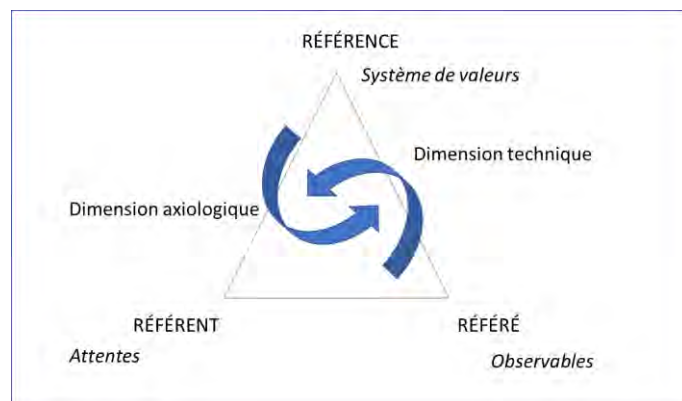 RÉFÉRENCE
Système de valeurs
Dimension technique
Dimension axiologique
RÉFÉRENT
RÉFÉRÉ
Attentes
Observables